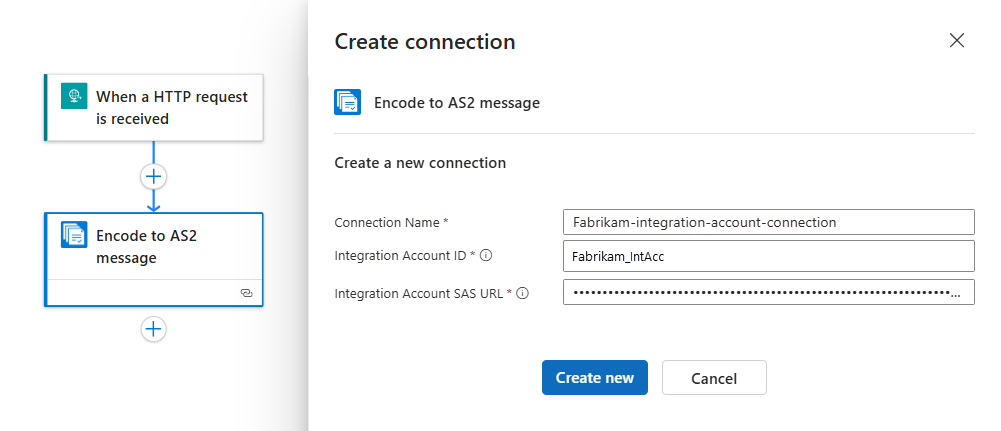 When a HTTP request
is received
Encode to AS2
message
Create connection
Encode to AS2 message
Create a new connection
Connection Name *
Fabrikam-integration-account-connection
Integration Account ID *
Fabrikam_IntAcc
Integration Account SAS URL *
••••••••••••••••••••••••••••••••••••••••••••••••••••••••••••••••...
Create new
Cancel